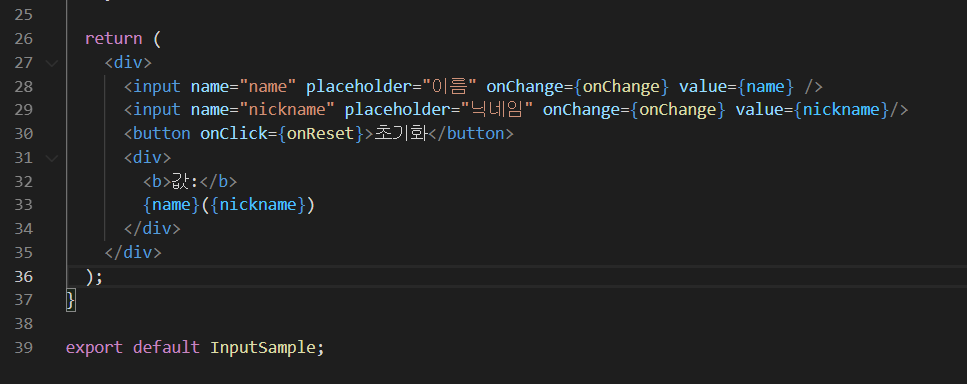 25
26 return (
27 <div>
28 <input name="name" placeholder="이름" onChange={onChange} value={name} />
29 <input name="nickname" placeholder="닉네임" onChange={onChange} value={nickname}/>
30 <button onClick={onReset}>초기화</button>
31 <div>
32 <b>값:</b>
33 {name}({nickname})
34 </div>
35 </div>
36 );
37 }
38
39 export default InputSample;